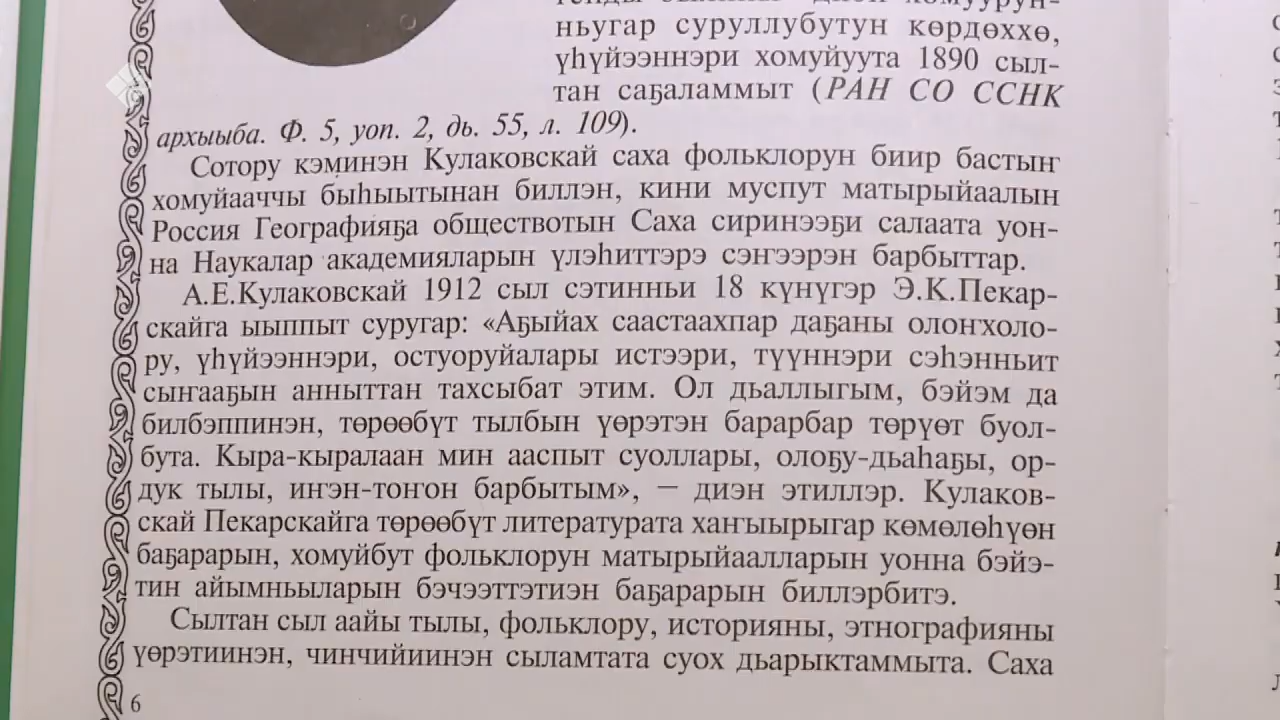 ньугар суруллубутун көрдөххө,
үһүйээннэри хомуйуута 1890 сыл-
тан саҕаламмыт (РАН СО ССНК
архыыба. Ф. 5, уоп. 2, дь. 55, л. 109).
Сотору кэминэн Кулаковскай саха фольклорун биир бастыҥ
хомуйааччы быһыытынан биллэн, кини муспут матырыйаалын
Россия Географияҕа обществотын Саха сиринээҕи салаата уон-
на Наукалар академияларын үлэһиттэрэ сэҥээрэн барбыттар.
А.Е.Кулаковскай 1912 сыл сэтинньи 18 күнүгэр Э.К.Пекар-
скайга ыыппыт суругар: «Аҕыйах саастаахпар даҕаны олоҥхоло-
ру, үһүйээннэри, остуоруйалары истээри, түүннэри сэһэнньит
сыҥааҕын анныттан тахсыбат этим. Ол дьаллыгым, бэйэм да
билбэппинэн, төрөөбүт тылбын үөрэтэн барарбар төрүөт буол-
бута. Кыра-кыралаан мин ааспыт суоллары, олоҕу-дьаһаҕы, ор-
дук тылы, иҥэн-тоҥон барбытым», – диэн этиллэр. Кулаков-
скай Пекарскайга төрөөбүт литературата хаҥыырыгар көмөлөһүөн
баҕарарын, хомуйбут фольклорун матырыйаалларын уонна бэйэ-
тин айымньыларын бэчээттэтиэн баҕарарын биллэрбитэ.
Сылтан сыл аайы тылы, фольклору, историяны, этнографияны
үөрэтиинэн, чинчийиинэн сыламтата суох дьарыктаммыта. Саха
6